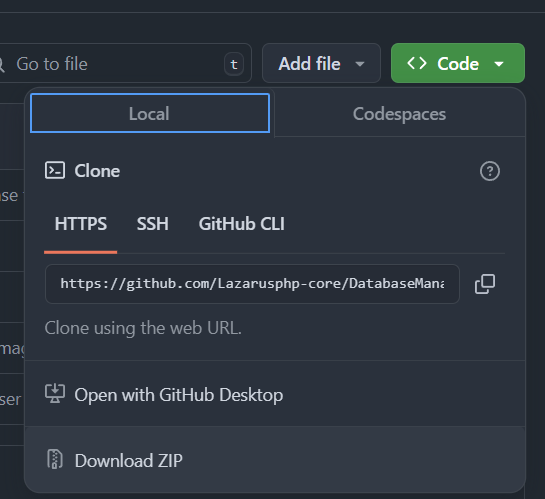 Go to file
t
Add file
Code
Local
Codespaces
Clone
HTTPS
SSH
GitHub CLI
https://github.com/Lazarusphp-core/DatabaseMana
Clone using the web URL.
Open with GitHub Desktop
Download ZIP